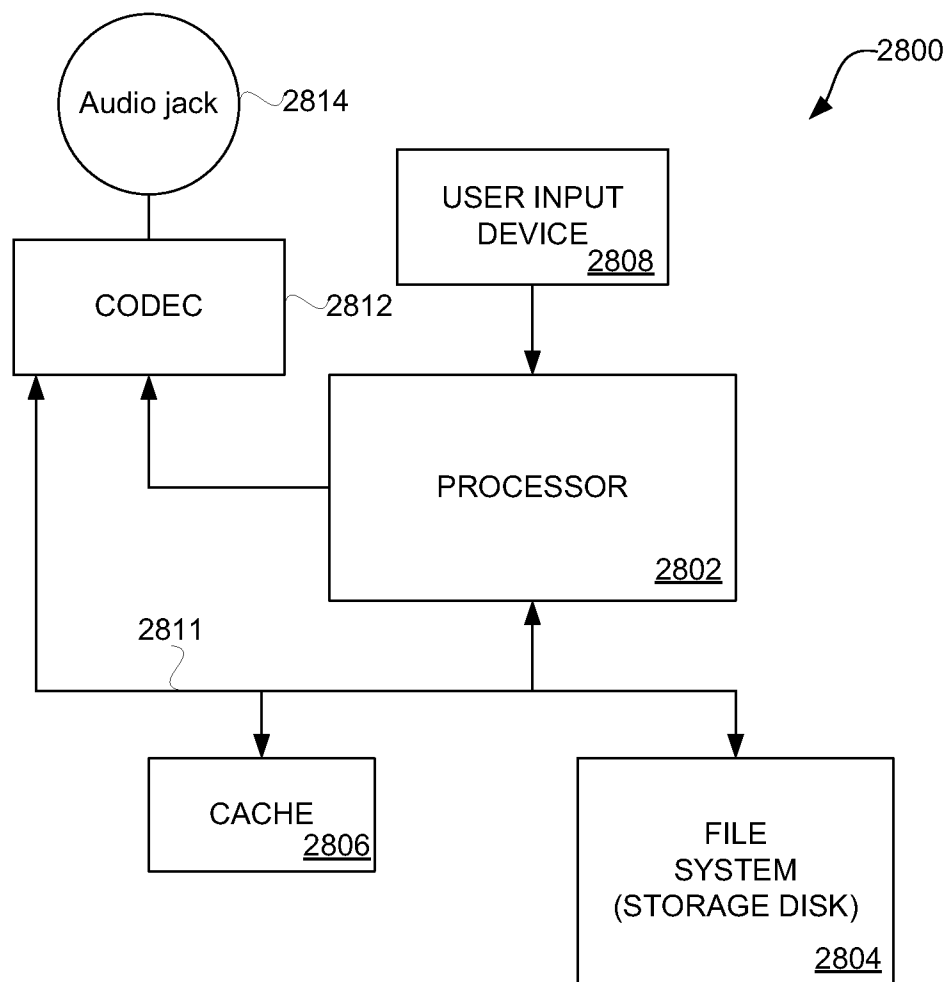 2800
Audio jack
2814
USER INPUT
DEVICE
2808
CODEC
2812
PROCESSOR
2802
2811
CACHE
2806
FILE
SYSTEM
(STORAGE DISK)
2804